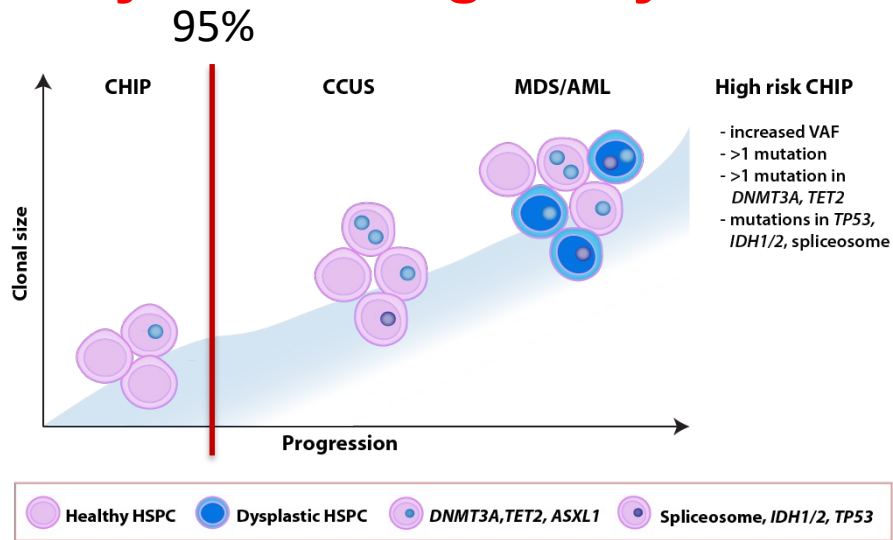 95%
CHIP
CCUS
MDS/AML
High risk CHIP
- increased VAF
- >1 mutation
- >1 mutation in
DNMT3A, TET2
- mutations in TP53,
IDH1/2, spliceosome
Clonal size
Progression
Healthy HSPC
Dysplastic HSPC
DNMT3A,TET2, ASXL1
Spliceosome, IDH1/2, TP53